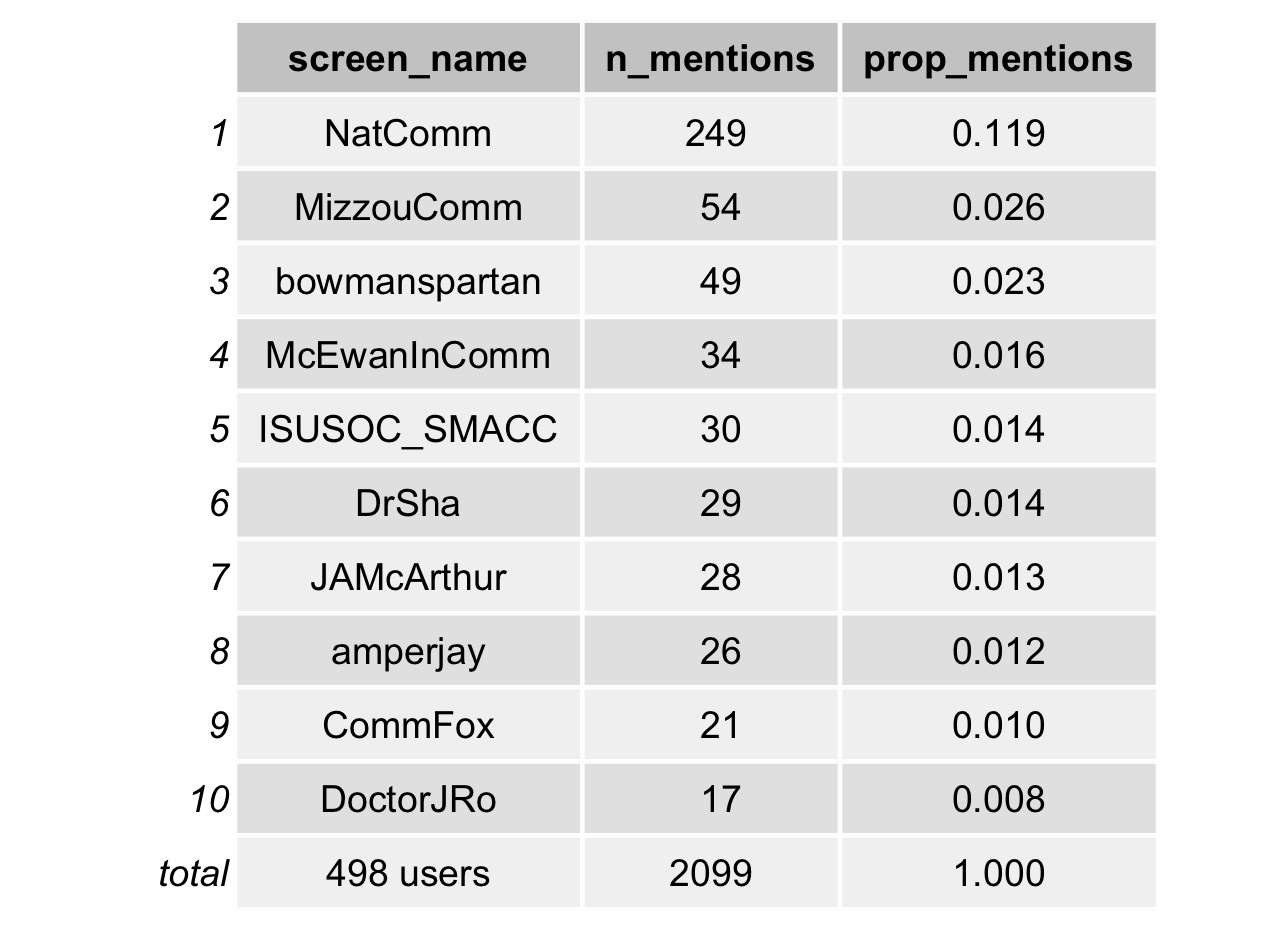 screen_name n_mentions prop_mentions
1 NatComm 249 0.119
2 MizzouComm 54 0.026
3 bowmanspartan 49 0.023
4 McEwanInComm 34 0.016
5 ISUSOC_SMACC 30 0.014
6 DrSha 29 0.014
7 JAMcArthur 28 0.013
8 amperjay 26 0.012
9 CommFox 21 0.010
10 DoctorJRo 17 0.008
total 498 users 2099 1.000